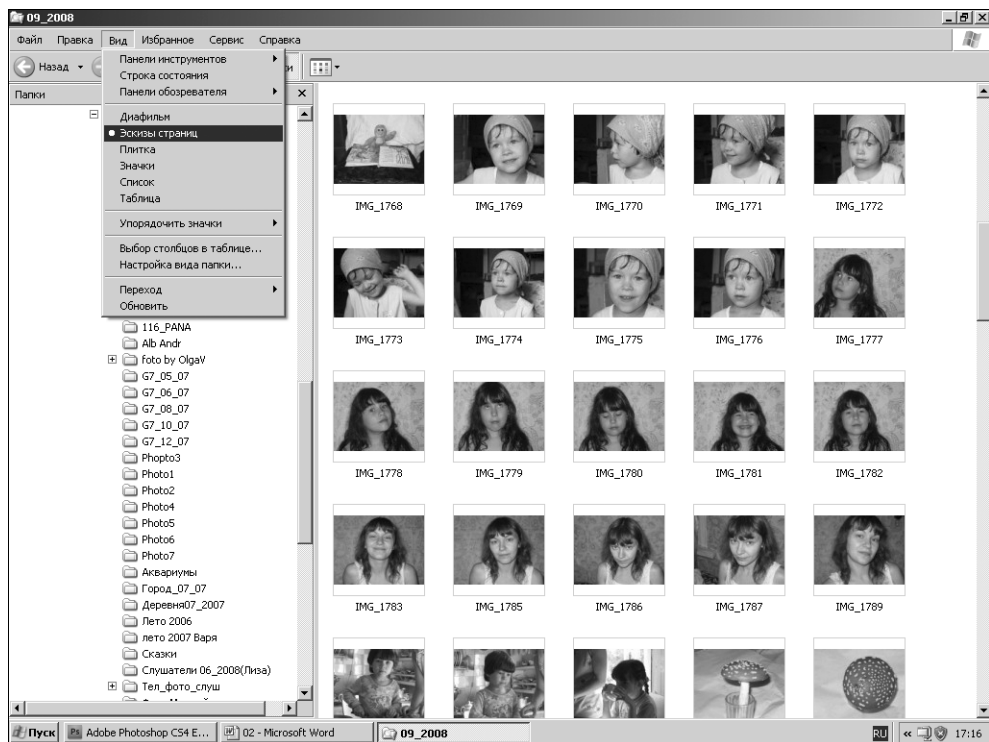 09_2008
Файл Правка Вид Избранное Сервис Справка
Назад
Папки
Панели инструментов
Строка состояния
Панели обозревателя
Диафильм
Эскизы страниц
Плитка
Значки
Список
Таблица
Упорядочить значки
Выбор столбцов в таблице...
Настройка вида папки...
Переход
Обновить
116_PANA
Alb Andr
foto by OlgaV
G7_05_07
G7_06_07
G7_08_07
G7_10_07
G7_12_07
Phopto3
Photo1
Photo2
Photo4
Photo5
Photo6
Photo7
Аквариумы
Город_07_07
Деревня07_2007
Лето 2006
лето 2007 Варя
Сказки
Слушатели 06_2008(Лиза)
Тел_фото_слуш
IMG_1768 IMG_1769 IMG_1770 IMG_1771 IMG_1772
IMG_1773 IMG_1774 IMG_1775 IMG_1776 IMG_1777
IMG_1778 IMG_1779 IMG_1780 IMG_1781 IMG_1782
IMG_1783 IMG_1785 IMG_1786 IMG_1787 IMG_1789
Пуск Adobe Photoshop CS4 E... 02 - Microsoft Word 09_2008 RU « 17:16